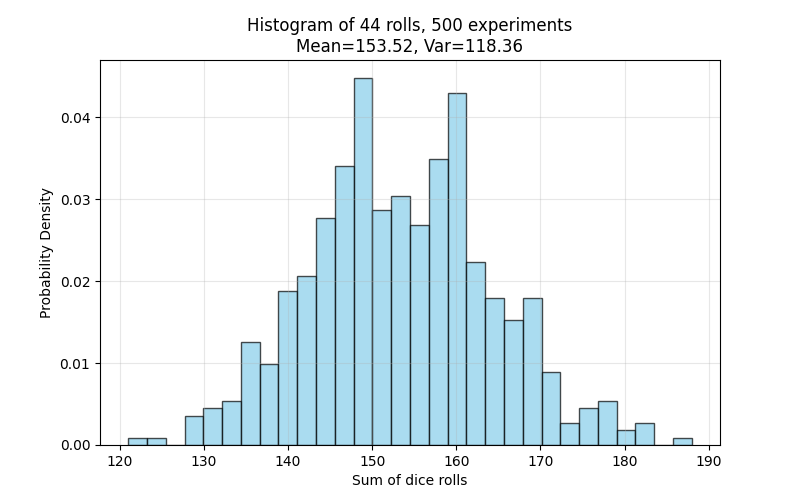 Histogram of 44 rolls, 500 experiments
Mean=153.52, Var=118.36
Probability Density
0.04
0.03
0.02
0.01
0.00
120 130 140 150 160 170 180 190
Sum of dice rolls